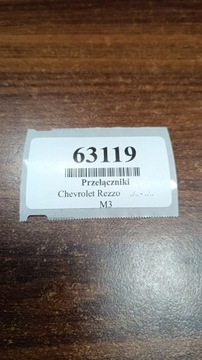 63119
Przełączniki
Chevrolet Rezzo
M3